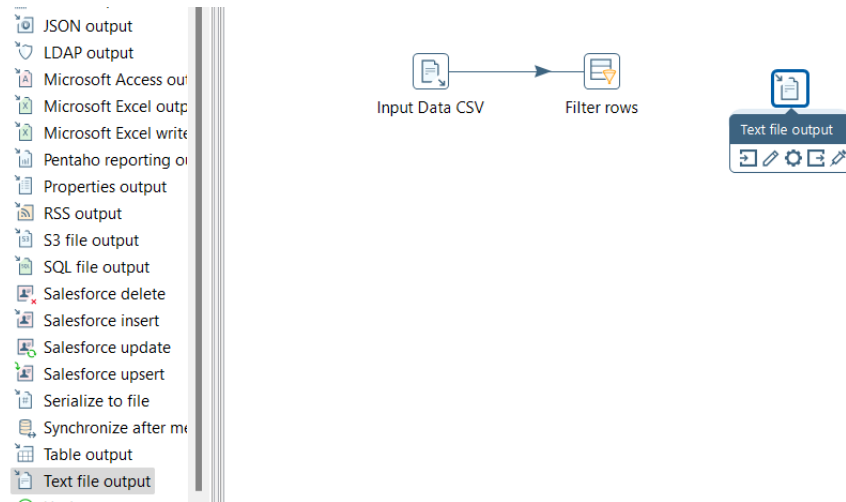 JSON output
LDAP output
Microsoft Access out
Microsoft Excel outp
Microsoft Excel write
Pentaho reporting ou
Properties output
RSS output
S3 file output
SQL file output
Salesforce delete
Salesforce insert
Salesforce update
Salesforce upsert
Serialize to file
Synchronize after me
Table output
Text file output
Input Data CSV
Filter rows
Text file output